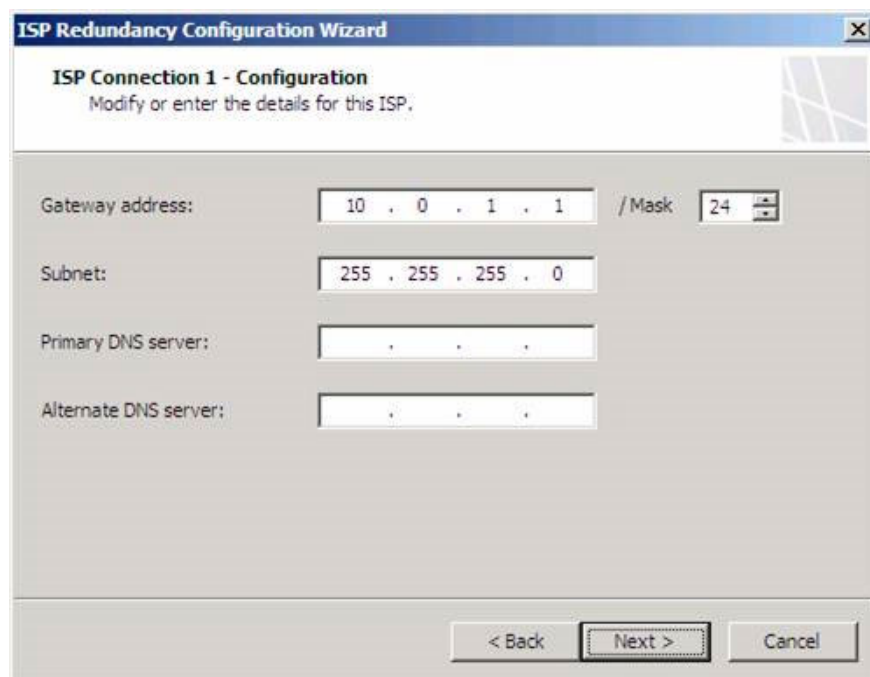 ISP Redundancy Configuration Wizard
ISP Connection 1 - Configuration
Modify or enter the details for this ISP.
Gateway address: 10 . 0 . 1 . 1 / Mask 24
Subnet: 255 . 255 . 255 . 0
Primary DNS server: . . .
Alternate DNS server: . . .
< Back Next > Cancel